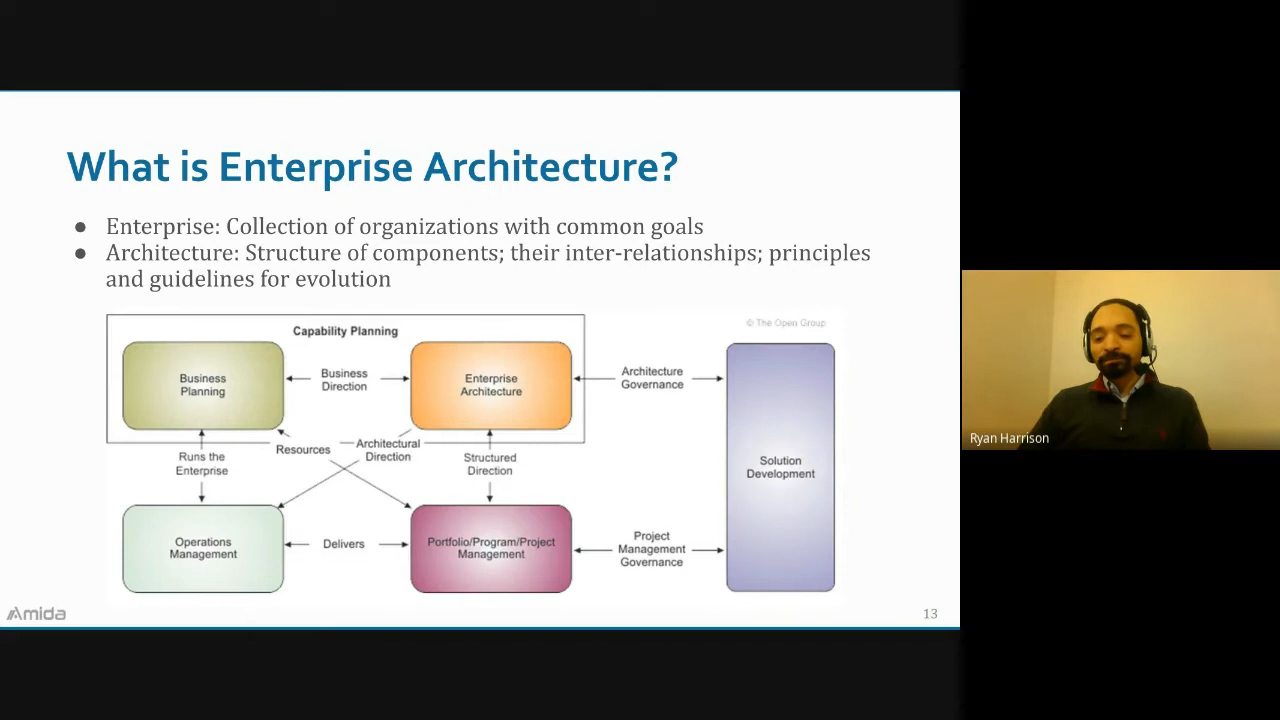 What is Enterprise Architecture?
● Enterprise: Collection of organizations with common goals
● Architecture: Structure of components; their inter-relationships; principles
and guidelines for evolution
Capability Planning
© The Open Group
Business
Planning
Business
Direction
Enterprise
Architecture
Architecture
Governance
Runs the
Enterprise
Resources
Architectural
Direction
Structured
Direction
Solution
Development
Operations
Management
Delivers
Portfolio/Program/Project
Management
Project
Management
Governance
Amida
13
Ryan Harrison